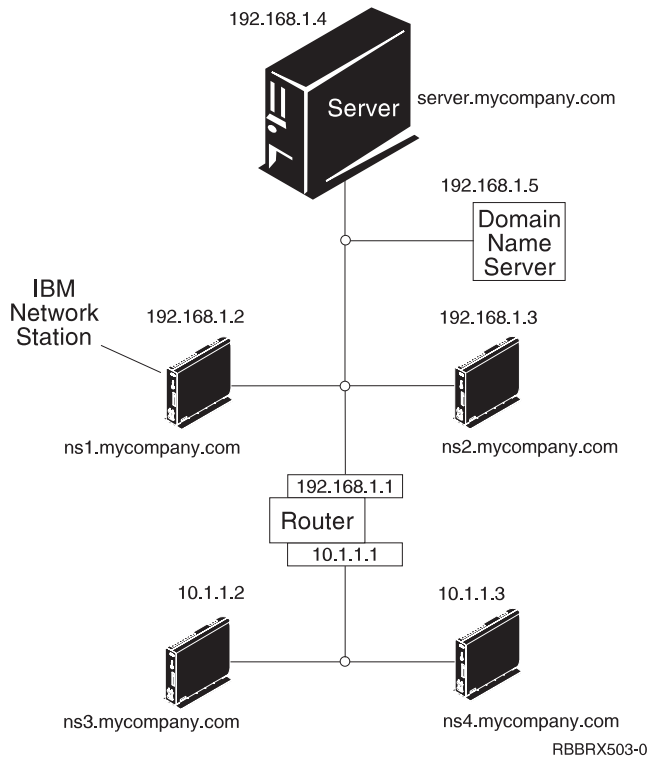 192.168.1.4
Server
server.mycompany.com
192.168.1.5
Domain
Name
Server
IBM
Network
Station
192.168.1.2
192.168.1.3
ns1.mycompany.com
ns2.mycompany.com
192.168.1.1
Router
10.1.1.1
10.1.1.2
10.1.1.3
ns3.mycompany.com
ns4.mycompany.com
RBBRX503-0